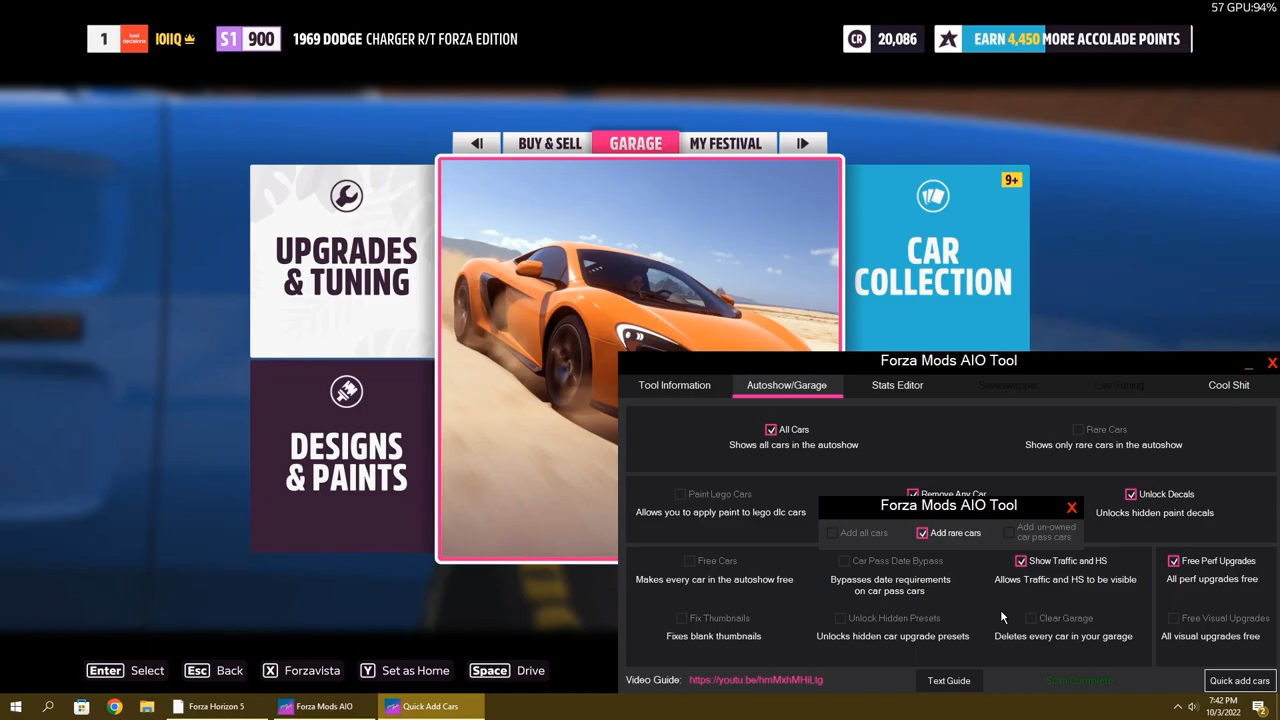 57 GPU:94%
1 bad decisions IOIIQ S1 900 1969 DODGE CHARGER R/T FORZA EDITION CR 20,086 EARN 4,450 MORE ACCOLADE POINTS
BUY & SELL GARAGE MY FESTIVAL
9+
UPGRADES
& TUNING
CAR
COLLECTION
DESIGNS
& PAINTS
Forza Mods AIO Tool _ X
Tool Information Autoshow/Garage Stats Editor Saveswapper Live Tuning Cool Shit
All Cars Rare Cars
Shows all cars in the autoshow Shows only rare cars in the autoshow
Paint Lego Cars Remove Any Car Unlock Decals
Allows you to apply paint to lego dlc cars Unlocks hidden paint decals
Forza Mods AIO Tool X
Add all cars Add rare cars Add un-owned
car pass cars
Free Cars Car Pass Date Bypass Show Traffic and HS Free Perf Upgrades
Makes every car in the autoshow free Bypasses date requirements
on car pass cars Allows Traffic and HS to be visible All perf upgrades free
Fix Thumbnails Unlock Hidden Presets Clear Garage Free Visual Upgrades
Fixes blank thumbnails Unlocks hidden car upgrade presets Deletes every car in your garage All visual upgrades free
Video Guide: https://youtu.be/hmMxhMHiLtg Text Guide Scan complete Quick add cars
Enter Select Esc Back X Forzavista Y Set as Home Space Drive
Forza Horizon 5 Forza Mods AIO Quick Add Cars 7:42 PM
10/3/2022 2